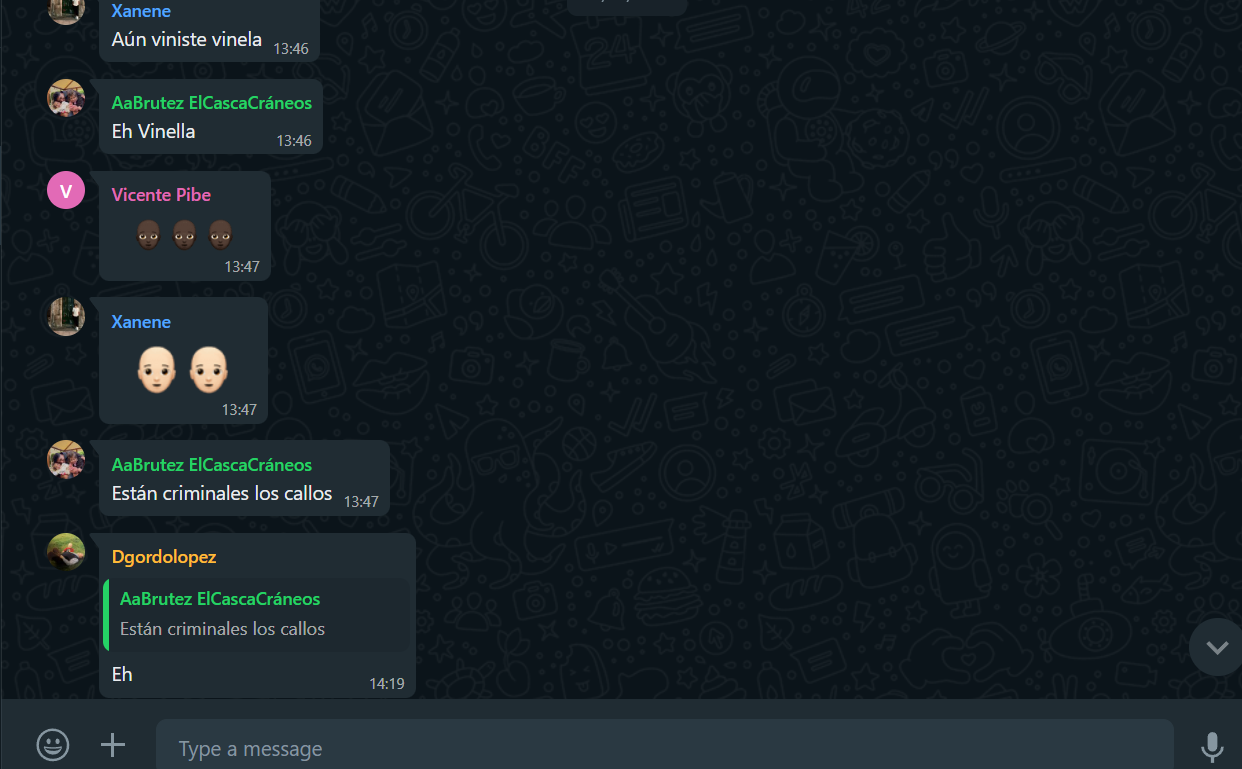 Xanene
Aún viniste vinela 13:46
AaBrutez ElCascaCráneos
Eh Vinella 13:46
V
Vicente Pibe
13:47
Xanene
13:47
AaBrutez ElCascaCráneos
Están criminales los callos 13:47
Dgordolopez
AaBrutez ElCascaCráneos
Están criminales los callos
Eh
14:19
Type a message